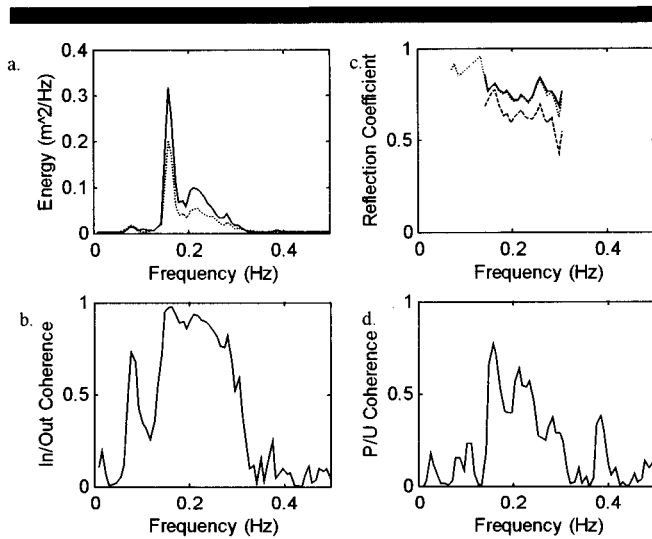 a.
Energy (m^2/Hz)
0.4
0.3
0.2
0.1
0
0
0.2
0.4
Frequency (Hz)
c.
Reflection Coefficient
1
0.5
0
0
0.2
0.4
Frequency (Hz)
b.
In/Out Coherence
1
0.5
0
0
0.2
0.4
Frequency (Hz)
d.
P/U Coherence
1
0.5
0
0
0.2
0.4
Frequency (Hz)